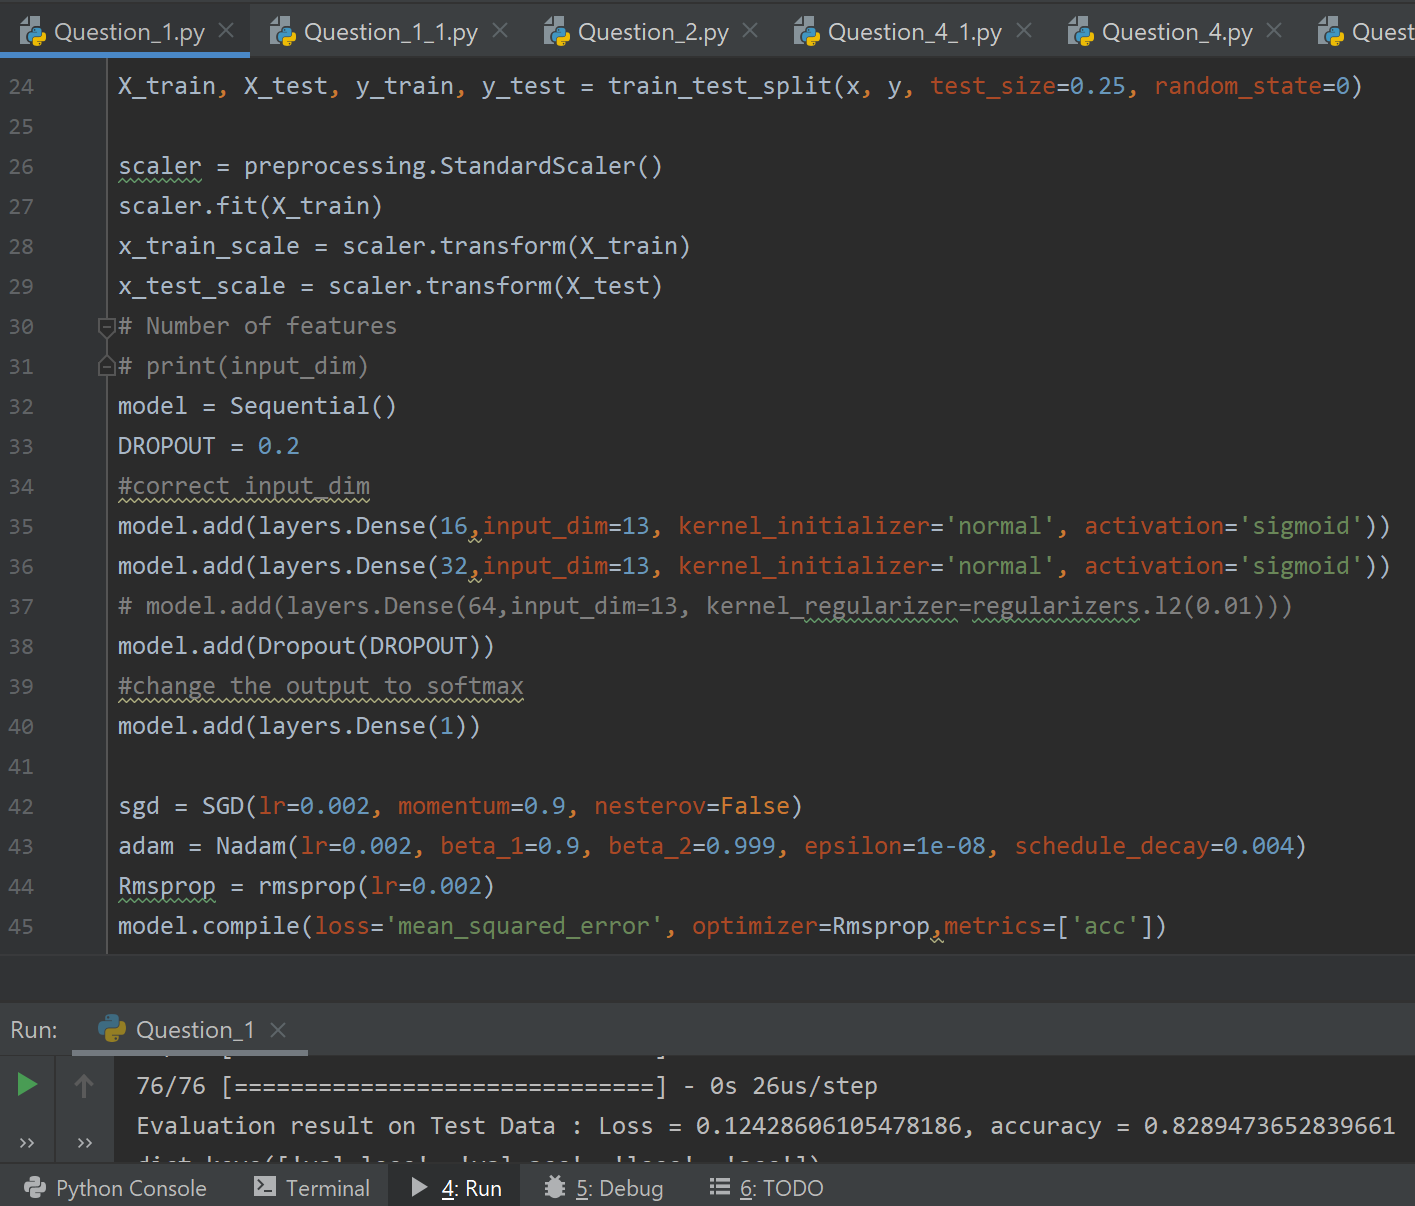 Question_1.py Question_1_1.py Question_2.py Question_4_1.py Question_4.py Quest
24 X_train, X_test, y_train, y_test = train_test_split(x, y, test_size=0.25, random_state=0)
25
26 scaler = preprocessing.StandardScaler()
27 scaler.fit(X_train)
28 x_train_scale = scaler.transform(X_train)
29 x_test_scale = scaler.transform(X_test)
30 # Number of features
31 # print(input_dim)
32 model = Sequential()
33 DROPOUT = 0.2
34 #correct input_dim
35 model.add(layers.Dense(16,input_dim=13, kernel_initializer='normal', activation='sigmoid'))
36 model.add(layers.Dense(32,input_dim=13, kernel_initializer='normal', activation='sigmoid'))
37 # model.add(layers.Dense(64,input_dim=13, kernel_regularizer=regularizers.l2(0.01)))
38 model.add(Dropout(DROPOUT))
39 #change the output to softmax
40 model.add(layers.Dense(1))
41
42 sgd = SGD(lr=0.002, momentum=0.9, nesterov=False)
43 adam = Nadam(lr=0.002, beta_1=0.9, beta_2=0.999, epsilon=1e-08, schedule_decay=0.004)
44 Rmsprop = rmsprop(lr=0.002)
45 model.compile(loss='mean_squared_error', optimizer=Rmsprop,metrics=['acc'])
Run: Question_1
76/76 [==============================] - 0s 26us/step
Evaluation result on Test Data : Loss = 0.12428606105478186, accuracy = 0.8289473652839661
dict_keys(['val_loss', 'val_acc', 'loss', 'acc'])
Python Console Terminal 4: Run 5: Debug 6: TODO